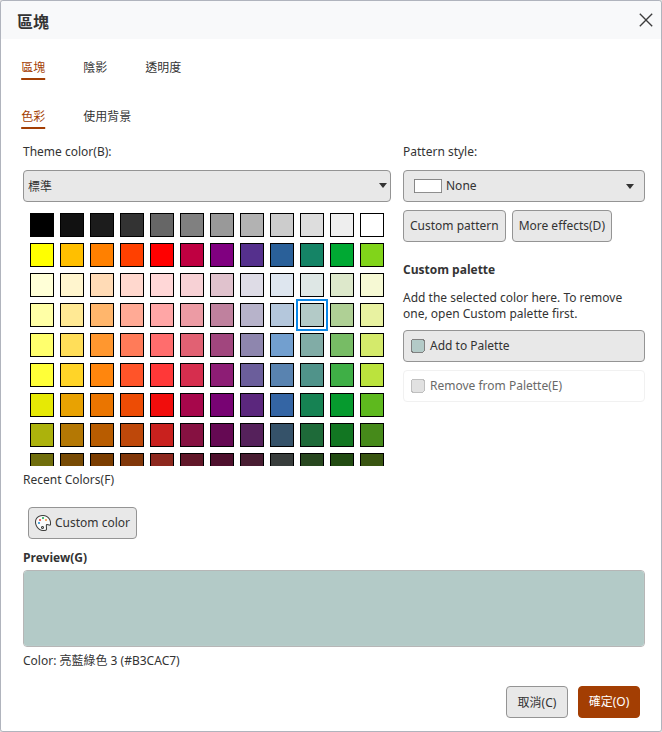 區塊
區塊 陰影 透明度
色彩 使用背景
Theme color(B):
標準
Pattern style:
None
Custom pattern More effects(D)
Custom palette
Add the selected color here. To remove
one, open Custom palette first.
Add to Palette
Remove from Palette(E)
Recent Colors(F)
Custom color
Preview(G)
Color: 亮藍綠色 3 (#B3CAC7)
取消(C) 確定(O)